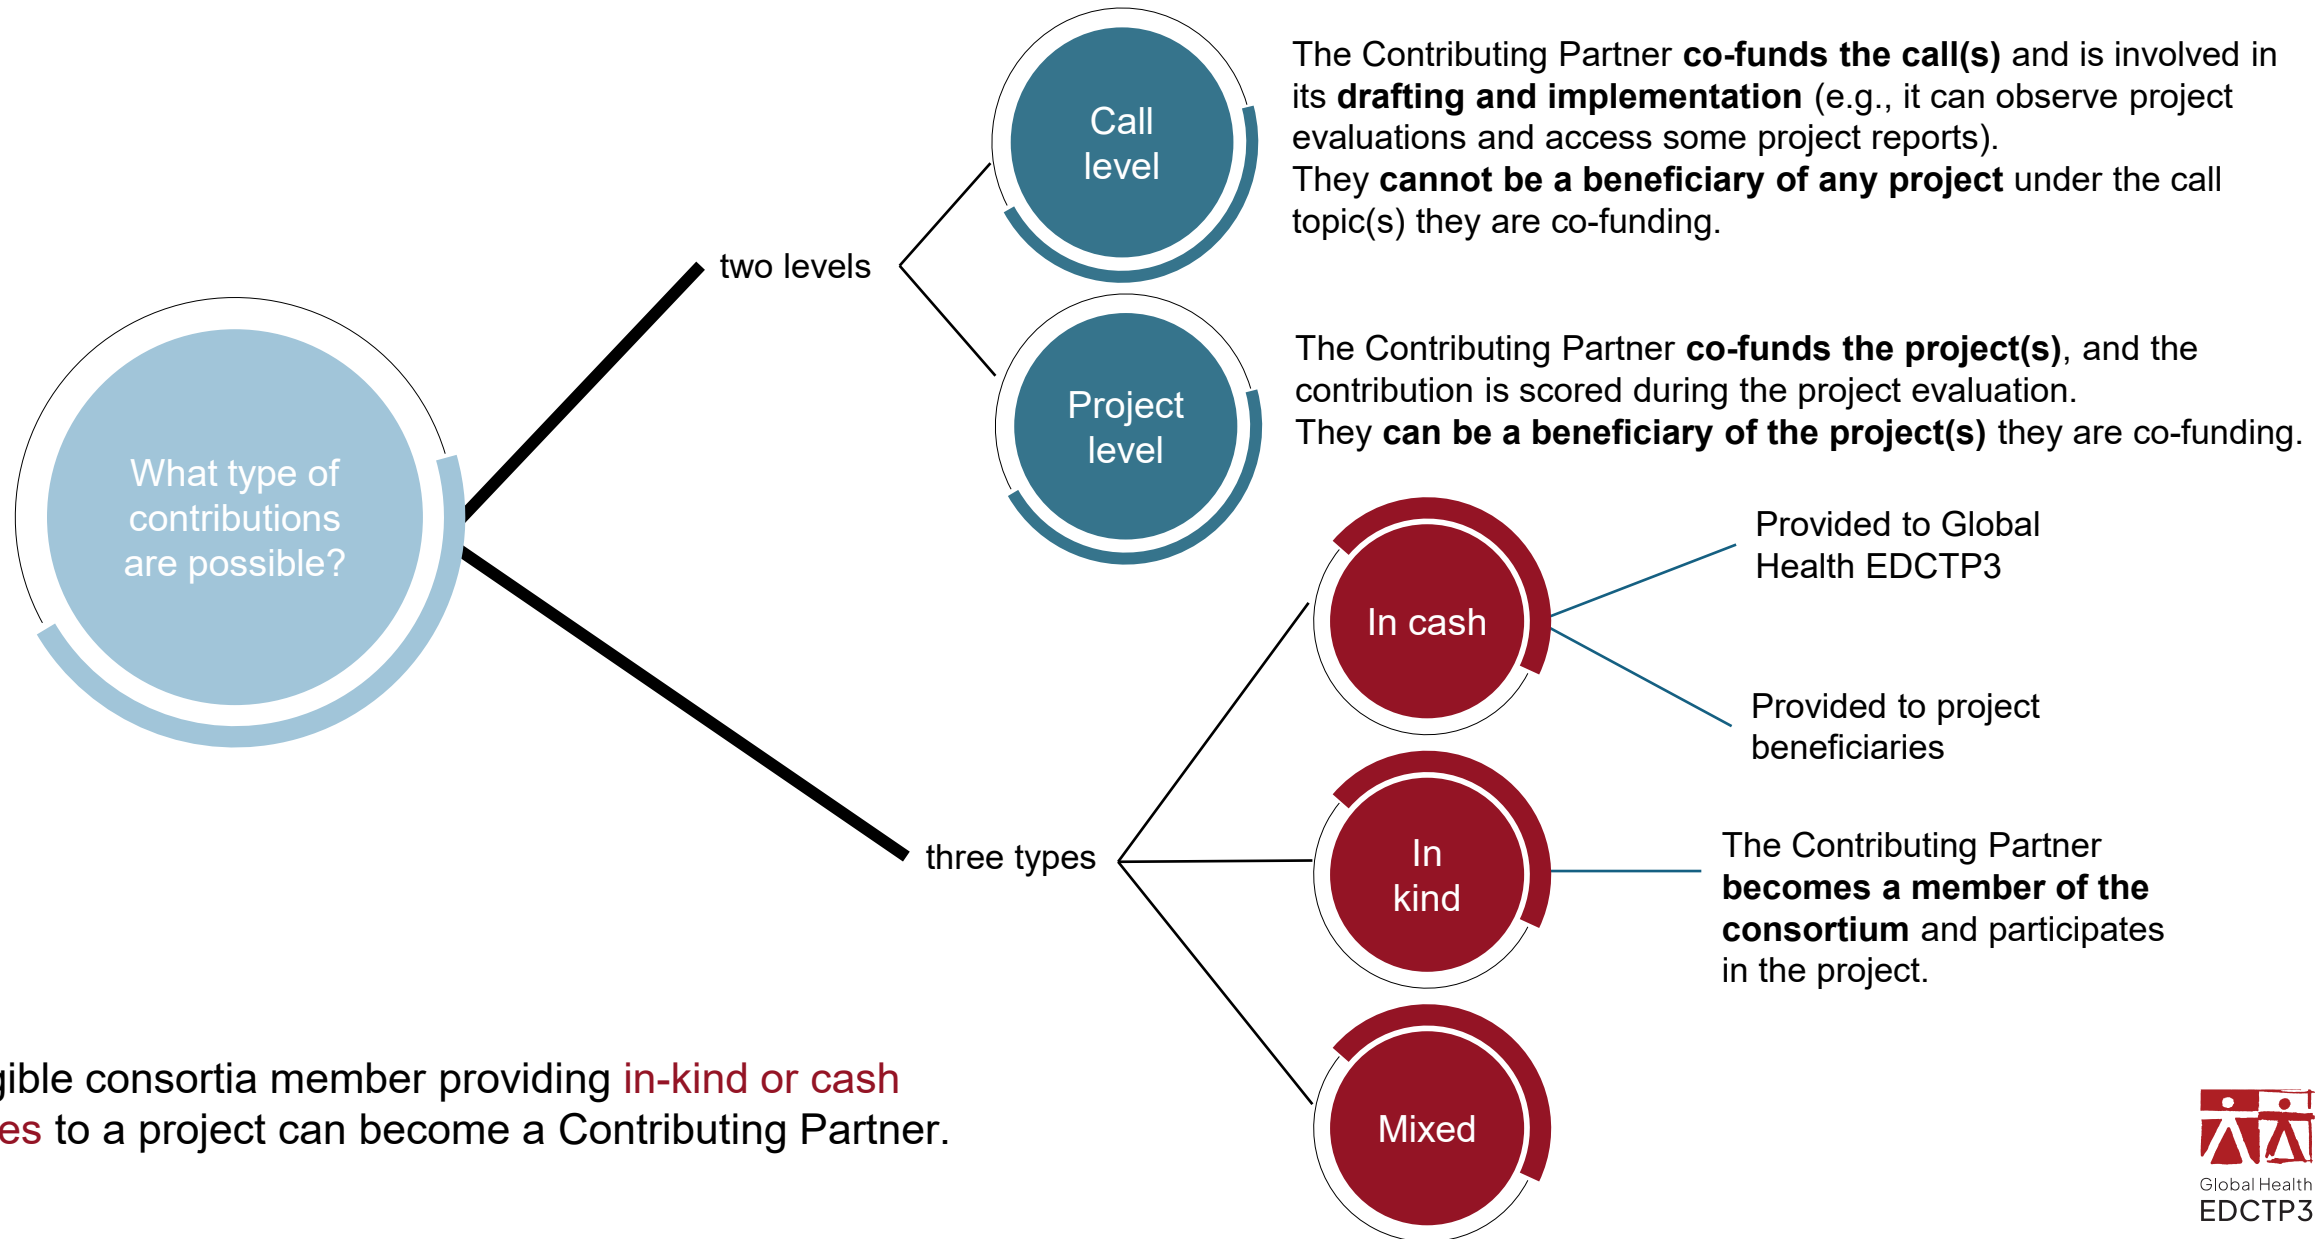 What type of
contributions
are possible?
two levels
Call
level
The Contributing Partner co-funds the call(s) and is involved in
its drafting and implementation (e.g., it can observe project
evaluations and access some project reports).
They cannot be a beneficiary of any project under the call
topic(s) they are co-funding.
Project
level
The Contributing Partner co-funds the project(s), and the
contribution is scored during the project evaluation.
They can be a beneficiary of the project(s) they are co-funding.
three types
In cash
Provided to Global
Health EDCTP3
Provided to project
beneficiaries
In
kind
The Contributing Partner
becomes a member of the
consortium and participates
in the project.
Mixed
gible consortia member providing in-kind or cash
es to a project can become a Contributing Partner.
Global Health
EDCTP3